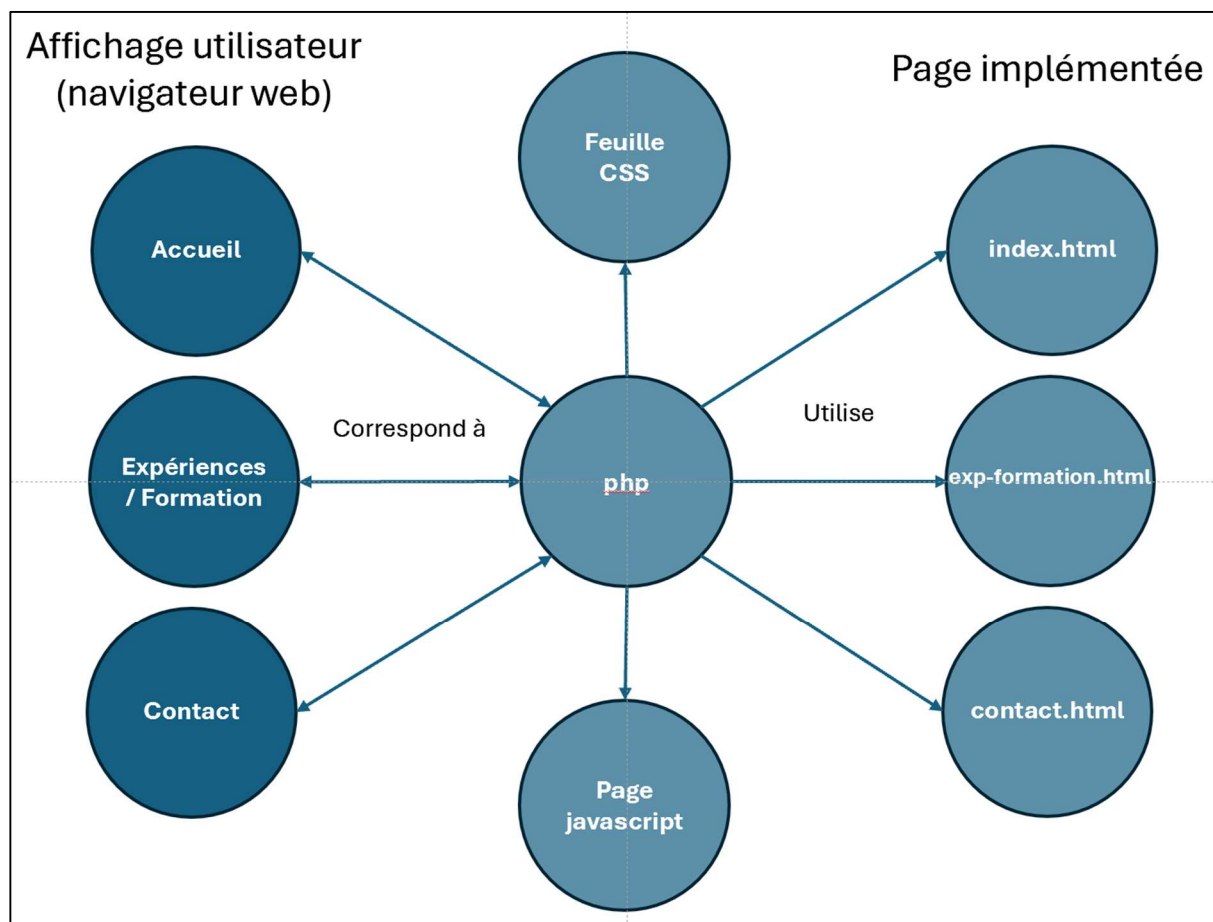 Affichage utilisateur
(navigateur web)
Page implémentée
Feuille
CSS
Accueil
index.html
Correspond à
Utilise
Expériences
/ Formation
php
exp-formation.html
Contact
contact.html
Page
javascript